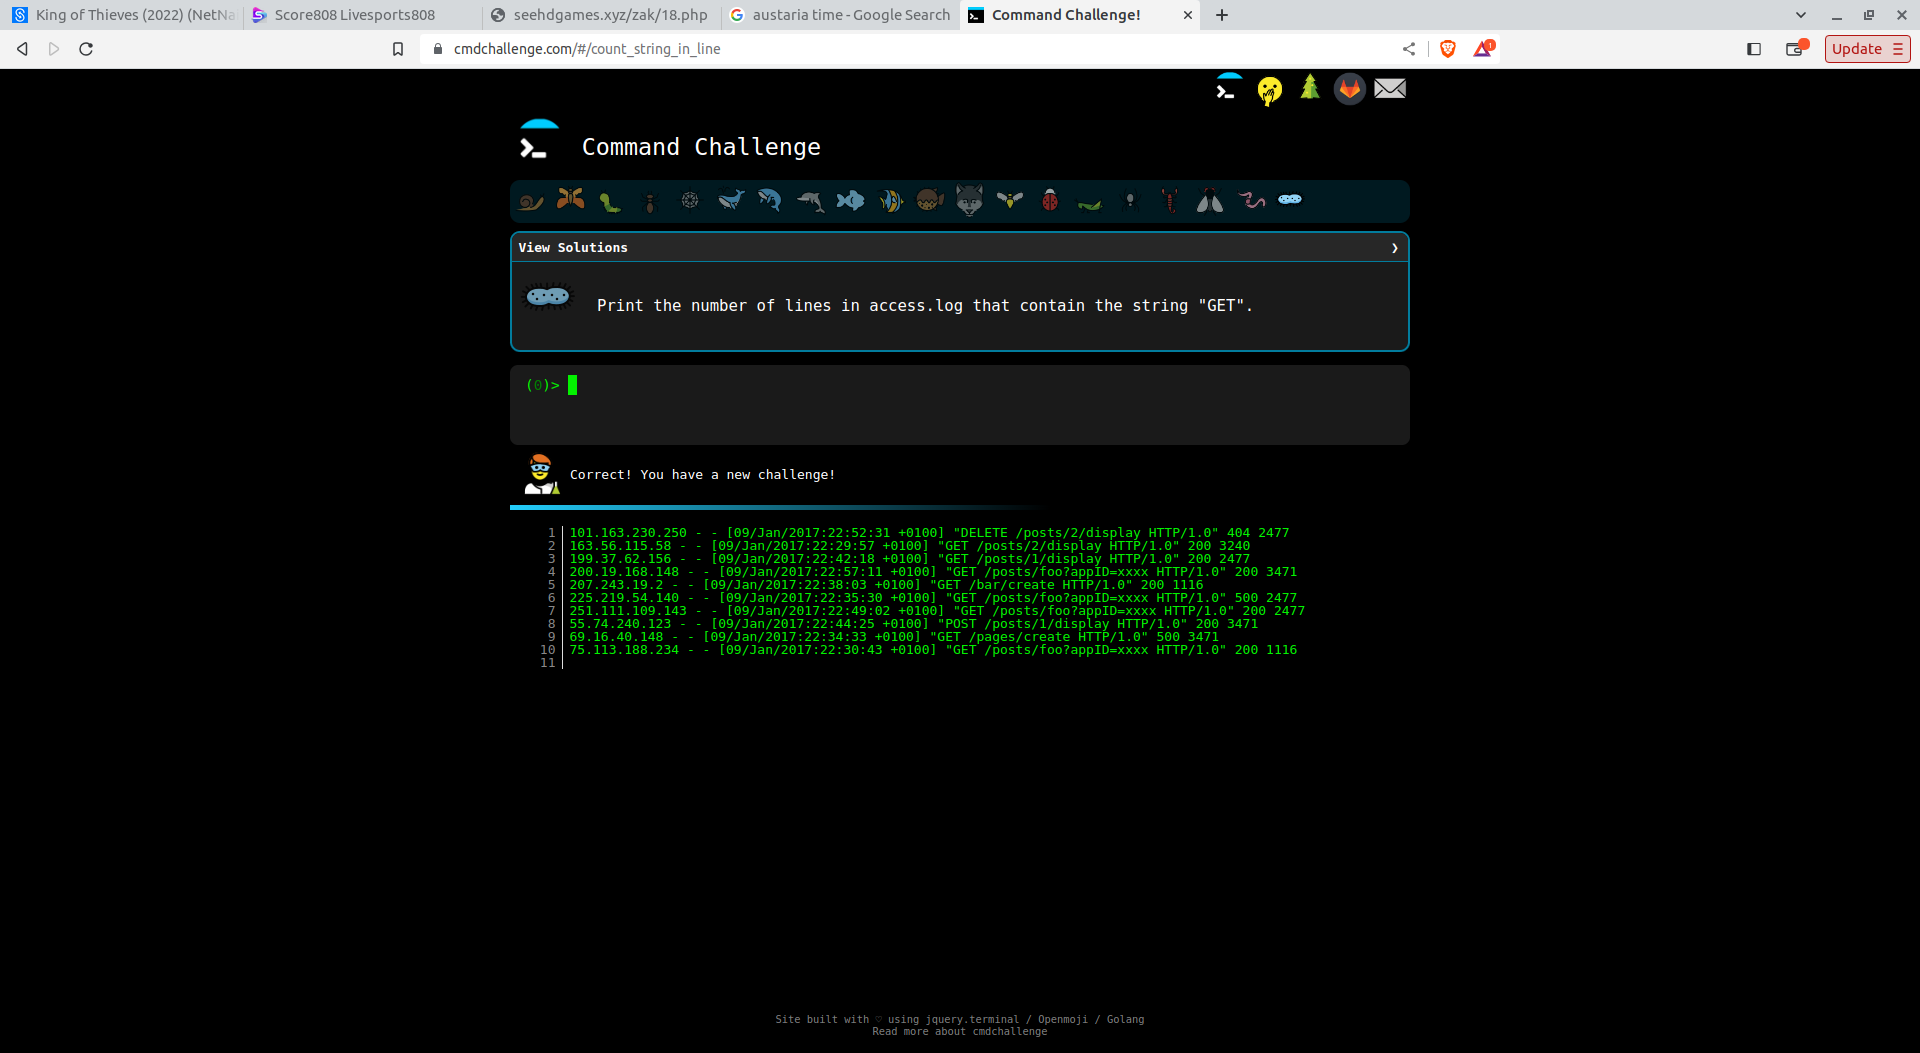 King of Thieves (2022) (NetNa
Score808 Livesports808
seehdgames.xyz/zak/18.php
austaria time - Google Search
Command Challenge!
cmdchallenge.com/#/count_string_in_line
1
Update
Command Challenge
View Solutions
Print the number of lines in access.log that contain the string "GET".
(0)>
Correct! You have a new challenge!
1 101.163.230.250 - - [09/Jan/2017:22:52:31 +0100] "DELETE /posts/2/display HTTP/1.0" 404 2477
2 163.56.115.58 - - [09/Jan/2017:22:29:57 +0100] "GET /posts/2/display HTTP/1.0" 200 3240
3 199.37.62.156 - - [09/Jan/2017:22:42:18 +0100] "GET /posts/1/display HTTP/1.0" 200 2477
4 200.19.168.148 - - [09/Jan/2017:22:57:11 +0100] "GET /posts/foo?appID=xxxx HTTP/1.0" 200 3471
5 207.243.19.2 - - [09/Jan/2017:22:38:03 +0100] "GET /bar/create HTTP/1.0" 200 1116
6 225.219.54.140 - - [09/Jan/2017:22:35:30 +0100] "GET /posts/foo?appID=xxxx HTTP/1.0" 500 2477
7 251.111.109.143 - - [09/Jan/2017:22:49:02 +0100] "GET /posts/foo?appID=xxxx HTTP/1.0" 200 2477
8 55.74.240.123 - - [09/Jan/2017:22:44:25 +0100] "POST /posts/1/display HTTP/1.0" 200 3471
9 69.16.40.148 - - [09/Jan/2017:22:34:33 +0100] "GET /pages/create HTTP/1.0" 500 3471
10 75.113.188.234 - - [09/Jan/2017:22:30:43 +0100] "GET /posts/foo?appID=xxxx HTTP/1.0" 200 1116
11
Site built with ♡ using jquery.terminal / Openmoji / Golang
Read more about cmdchallenge